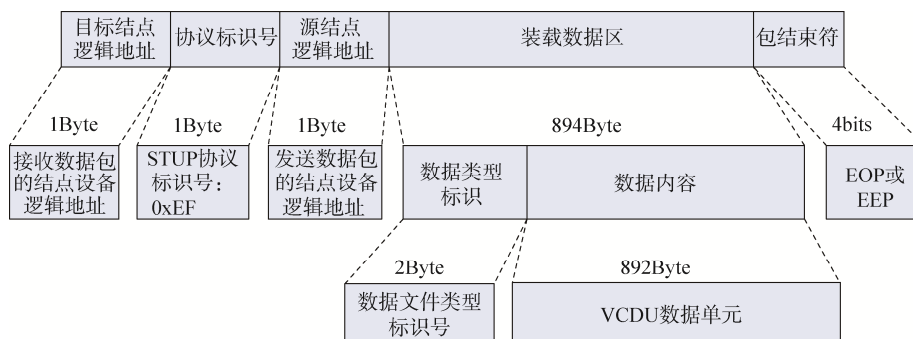 目标结点
逻辑地址
协议标识号
源结点
逻辑地址
装载数据区
包结束符
1Byte
1Byte
1Byte
894Byte
4bits
接收数据包
的结点设备
逻辑地址
STUP协议
标识号：
0xEF
发送数据包
的结点设备
逻辑地址
数据类型
标识
数据内容
EOP或
EEP
2Byte
892Byte
数据文件类型
标识号
VCDU数据单元